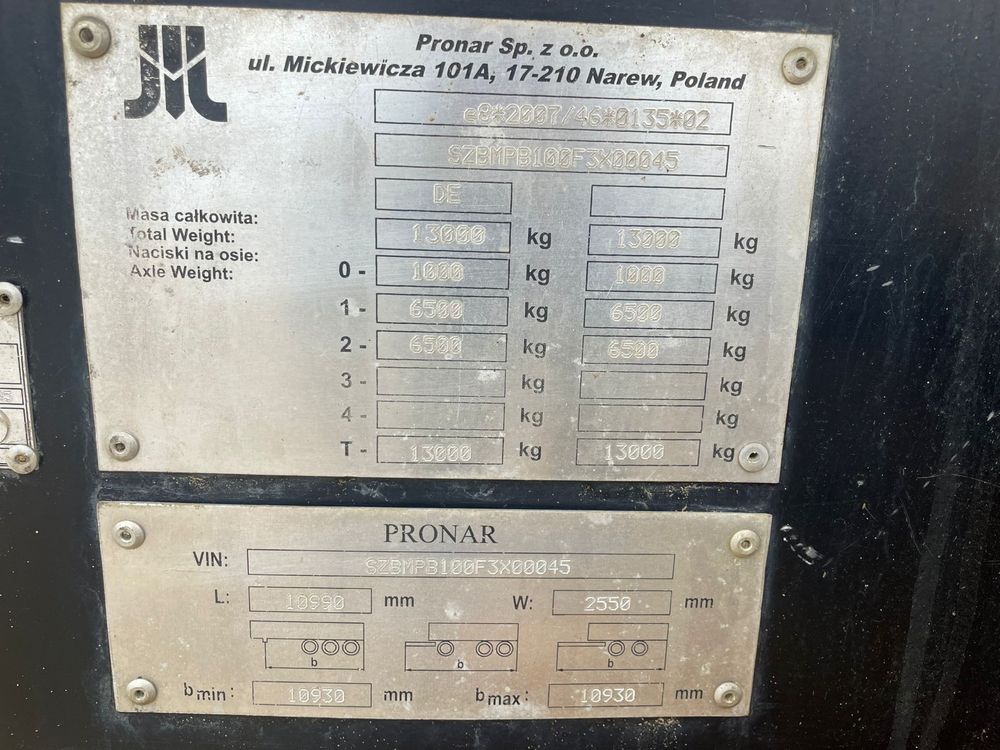 Pronar Sp. z o.o.
ul. Mickiewicza 101A, 17-210 Narew, Poland
e8*2007/46*0135*02
SZBMPB100F3X00045
DE
Masa całkowita:
Total Weight: 13000 kg 13000 kg
Naciski na osie:
Axle Weight: 0 - 1000 kg 1000 kg
1 - 6500 kg 6500 kg
2 - 6500 kg 6500 kg
3 - kg kg
4 - kg kg
T - 13000 kg 13000 kg
PRONAR
VIN: SZBMPB100F3X00045
L: 10990 mm W: 2550 mm
b b b
bmin: 10930 mm bmax: 10930 mm